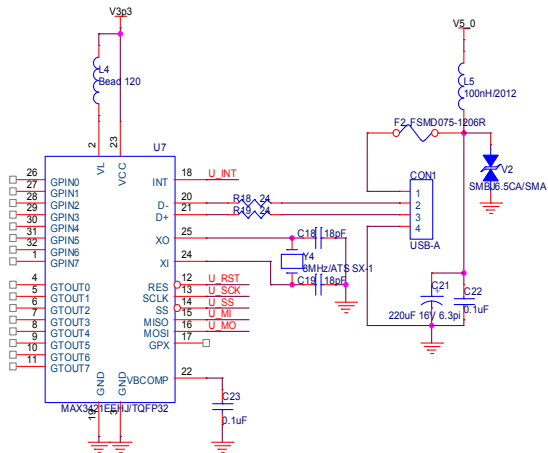 V3p3
V5_0
L4
Bead 120
L5
100nH/2012
F2 FSMD075-1206R
U7
2
23
VL
VCC
CON1
V2
SMBJ6.5CA/SMA
26 GPIN0
27 GPIN1
28 GPIN2
29 GPIN3
30 GPIN4
31 GPIN5
32 GPIN6
1 GPIN7
INT 18 U_INT
D- 20 R18 24
D+ 21 R19 24
XO 25
XI 24
1
2
3
4
USB-A
C18 18pF
Y4
8MHz/ATS SX-1
C19 18pF
4 GTOUT0
5 GTOUT1
6 GTOUT2
7 GTOUT3
8 GTOUT4
9 GTOUT5
10 GTOUT6
11 GTOUT7
RES 12 U_RST
SCLK 13 U_SCK
SS 14 U_SS
MISO 15 U_MI
MOSI 16 U_MO
GPX 17
C21
220uF 16V 6.3pi
C22
0.1uF
VBCOMP 22
GND
GND
19
3
C23
0.1uF
MAX3421EEHJ/TQFP32